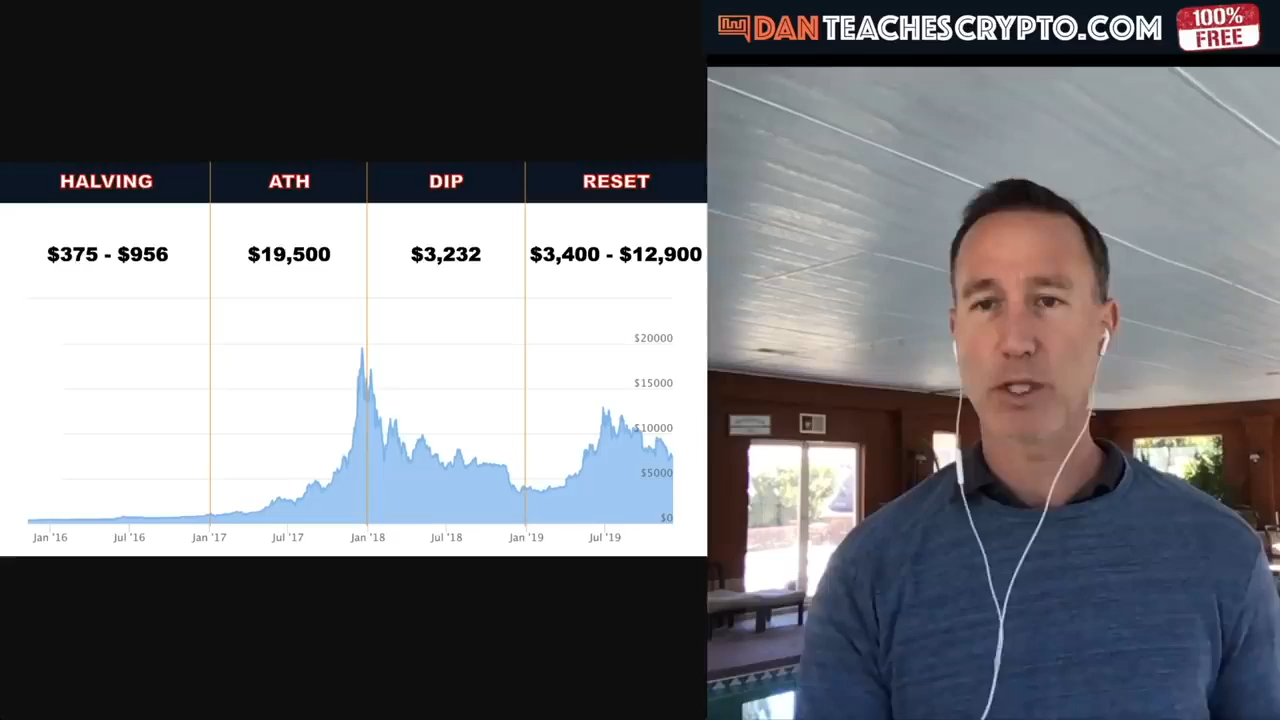 DANTEACHESCRYPTO.COM
100%
FREE
HALVING ATH DIP RESET
$375 - $956 $19,500 $3,232 $3,400 - $12,900
$20000
$15000
$10000
$5000
$0
Jan '16 Jul '16 Jan '17 Jul '17 Jan '18 Jul '18 Jan '19 Jul '19